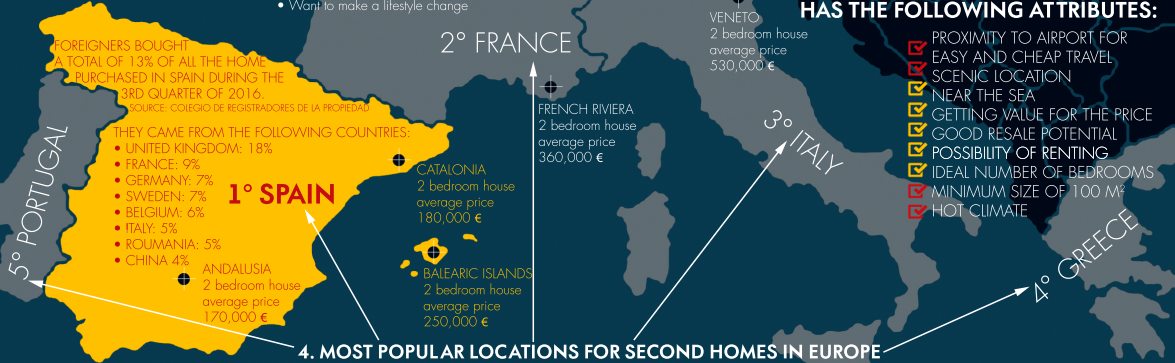 • Want to make a lifestyle change
HAS THE FOLLOWING ATTRIBUTES:
PROXIMITY TO AIRPORT FOR
EASY AND CHEAP TRAVEL
SCENIC LOCATION
NEAR THE SEA
GETTING VALUE FOR THE PRICE
GOOD RESALE POTENTIAL
POSSIBILITY OF RENTING
IDEAL NUMBER OF BEDROOMS
MINIMUM SIZE OF 100 M²
HOT CLIMATE
VENETO
2 bedroom house
average price
530,000 €
2° FRANCE
FRENCH RIVIERA
2 bedroom house
average price
360,000 €
3° ITALY
FOREIGNERS BOUGHT
A TOTAL OF 13% OF ALL THE HOME
PURCHASED IN SPAIN DURING THE
3RD QUARTER OF 2016.
SOURCE: COLEGIO DE REGISTRADORES DE LA PROPIEDAD
THEY CAME FROM THE FOLLOWING COUNTRIES:
• UNITED KINGDOM: 18%
• FRANCE: 9%
• GERMANY: 7%
• SWEDEN: 7%
• BELGIUM: 6%
• ITALY: 5%
• ROUMANIA: 5%
• CHINA 4%
1° SPAIN
5° PORTUGAL
CATALONIA
2 bedroom house
average price
180,000 €
BALEARIC ISLANDS
2 bedroom house
average price
250,000 €
ANDALUSIA
2 bedroom house
average price
170,000 €
4° GREECE
4. MOST POPULAR LOCATIONS FOR SECOND HOMES IN EUROPE